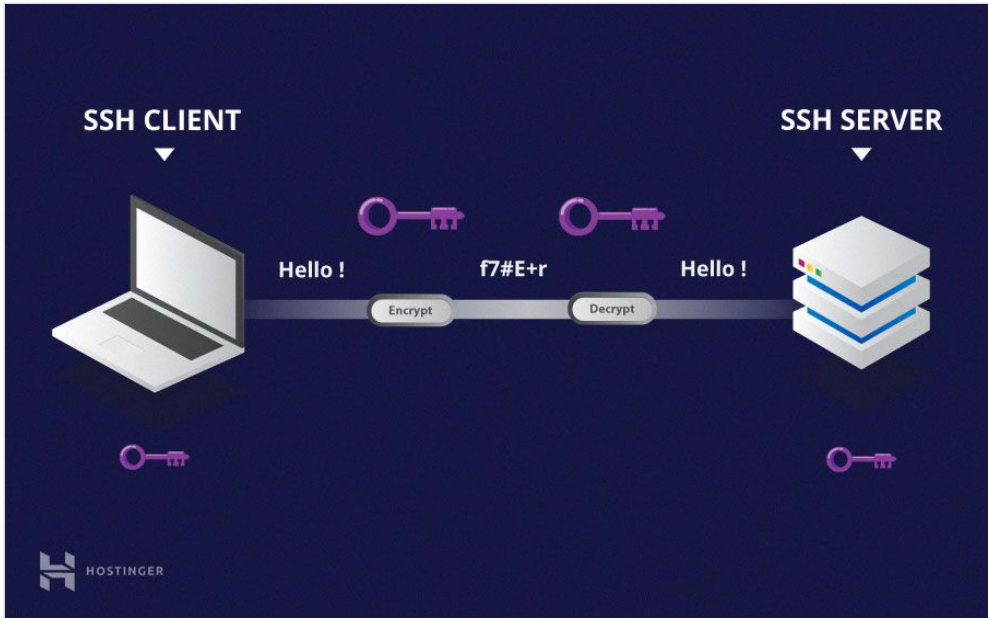 SSH CLIENT
SSH SERVER
Hello !
f7#E+r
Hello !
Encrypt
Decrypt
HOSTINGER